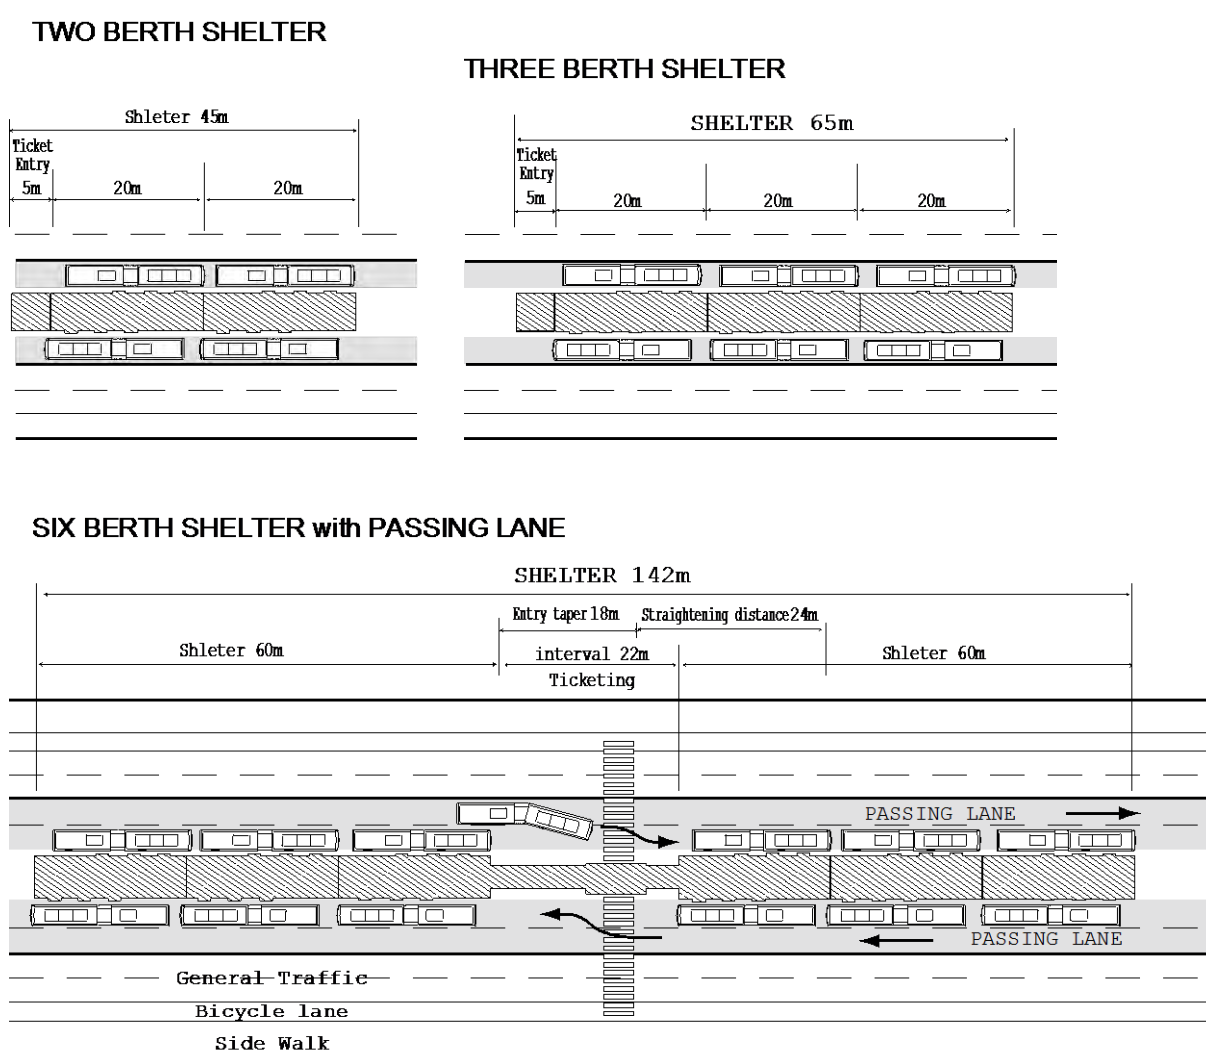 TWO BERTH SHELTER
THREE BERTH SHELTER
Shleter 45m
Ticket
Entry
5m
20m
20m
SHELTER 65m
Ticket
Entry
5m
20m
20m
20m
SIX BERTH SHELTER with PASSING LANE
SHELTER 142m
Entry taper 18m
Straightening distance 24m
Shleter 60m
interval 22m
Shleter 60m
Ticketing
PASSING LANE
PASSING LANE
General Traffic
Bicycle lane
Side Walk